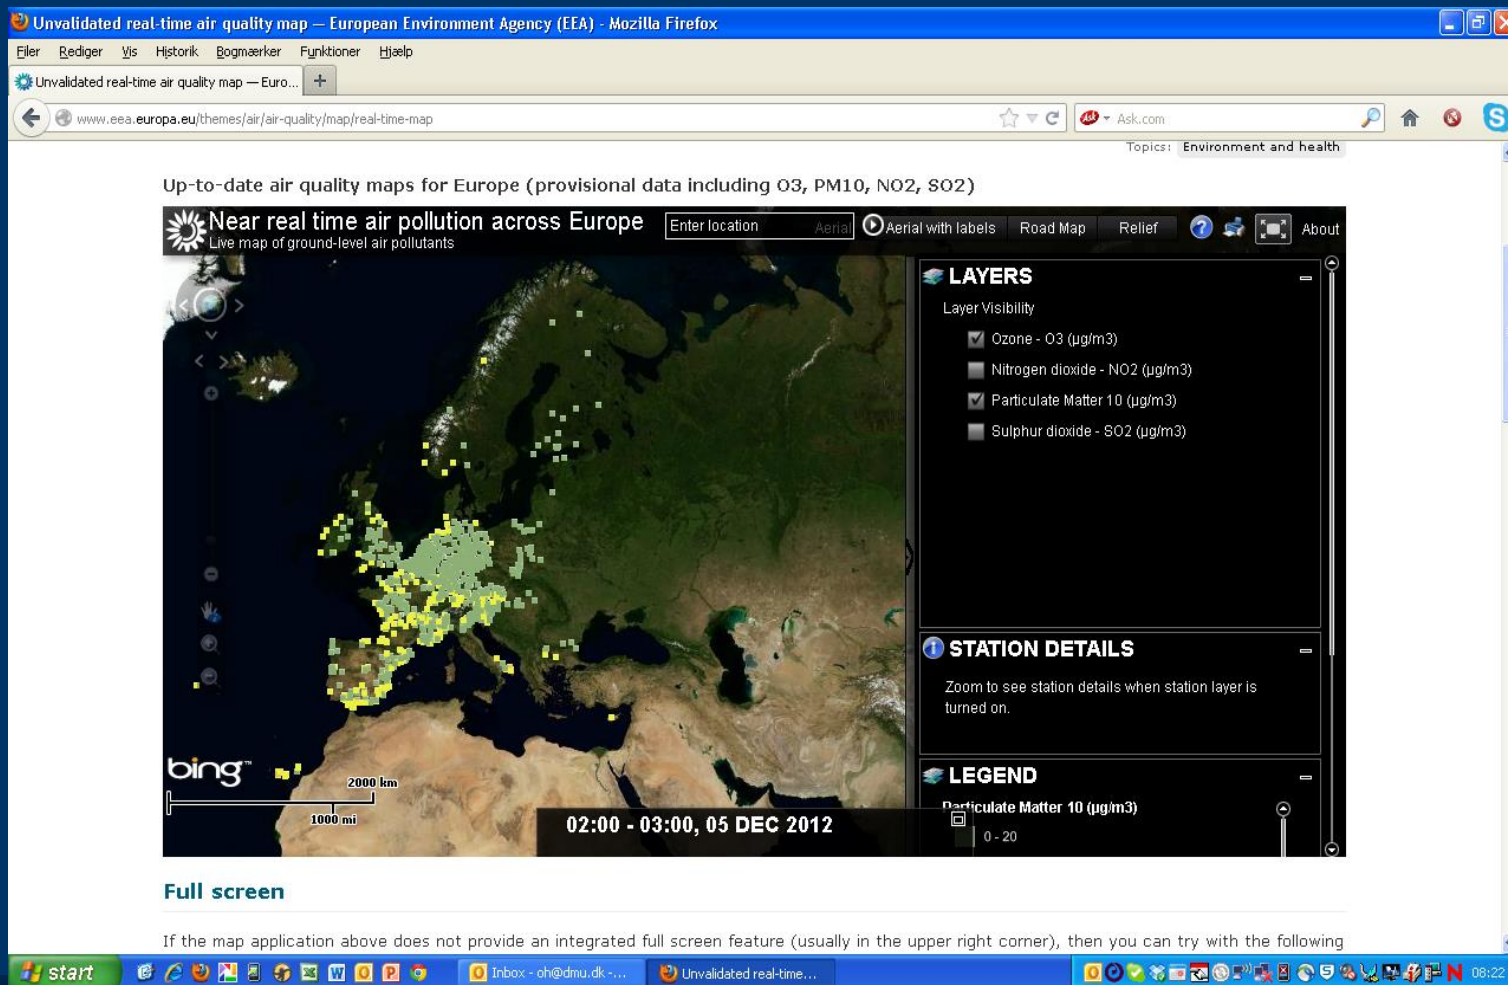 Unvalidated real-time air quality map — European Environment Agency (EEA) - Mozilla Firefox
Filer Rediger Vis Historik Bogmærker Funktioner Hjælp
Unvalidated real-time air quality map — Euro... +
www.eea.europa.eu/themes/air/air-quality/map/real-time-map
Ask Ask.com
S
Topics: Environment and health
Up-to-date air quality maps for Europe (provisional data including O3, PM10, NO2, SO2)
Near real time air pollution across Europe
Live map of ground-level air pollutants
Enter location Aerial Aerial with labels Road Map Relief ? About
LAYERS
Layer Visibility
Ozone - O3 (µg/m3)
Nitrogen dioxide - NO2 (µg/m3)
Particulate Matter 10 (µg/m3)
Sulphur dioxide - SO2 (µg/m3)
STATION DETAILS
Zoom to see station details when station layer is
turned on.
LEGEND
Particulate Matter 10 (µg/m3)
0 - 20
bing™
2000 km
1000 mi
02:00 - 03:00, 05 DEC 2012
Full screen
If the map application above does not provide an integrated full screen feature (usually in the upper right corner), then you can try with the following
start
Inbox - oh@dmu.dk -...
Unvalidated real-time...
08:22